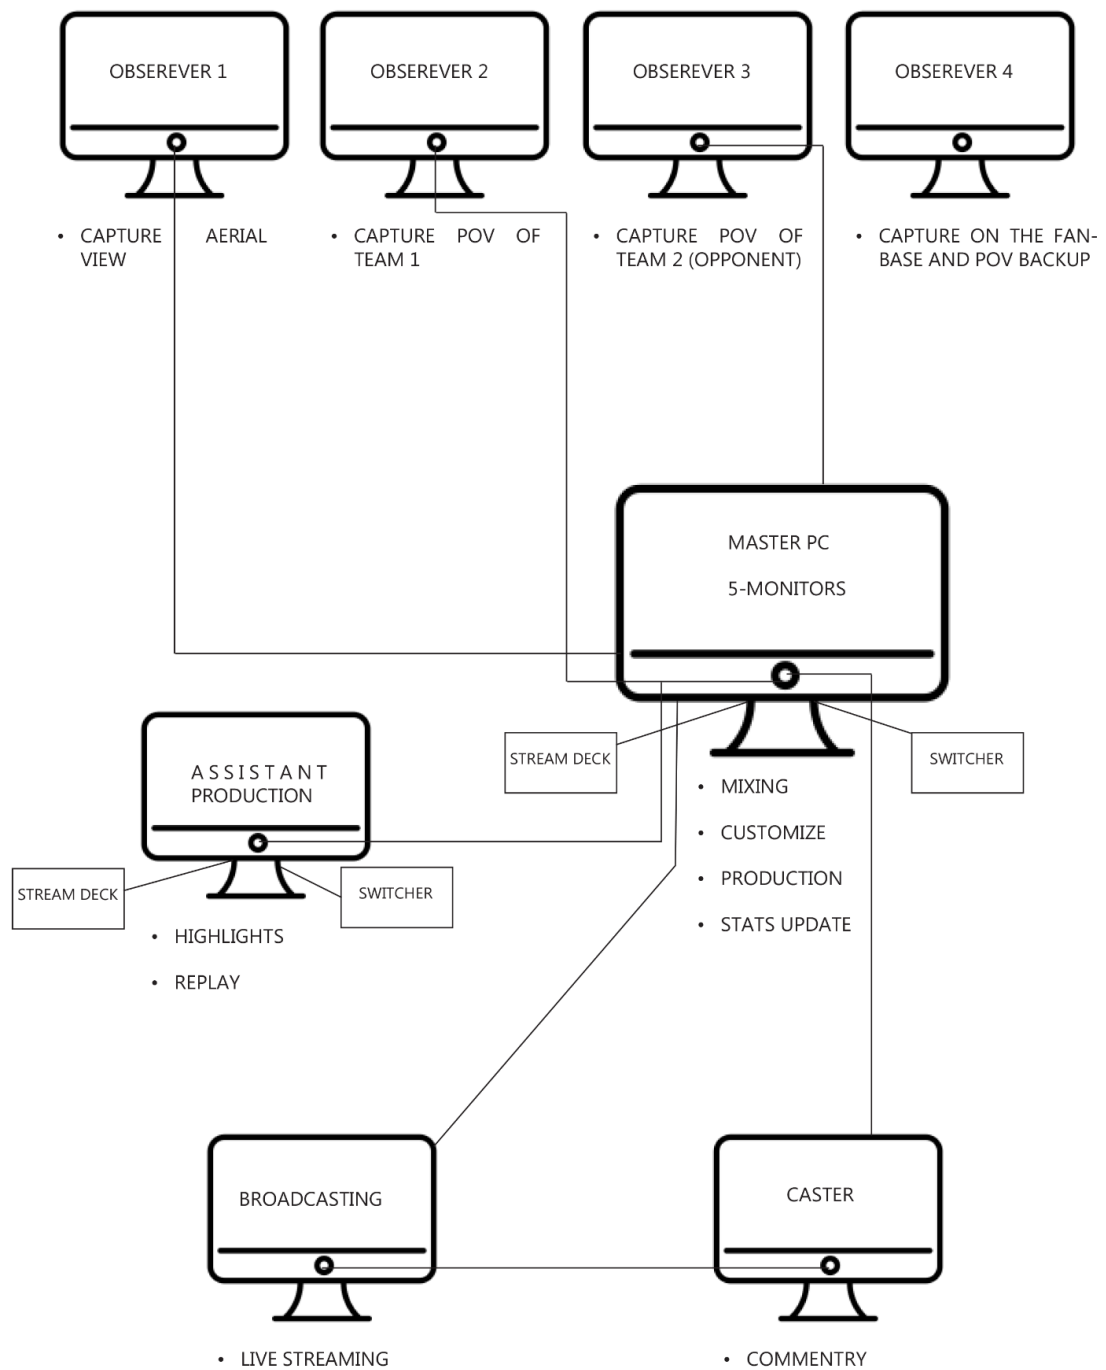 OBSEREVER 1
OBSEREVER 2
OBSEREVER 3
OBSEREVER 4
• CAPTURE AERIAL
VIEW
• CAPTURE POV OF
TEAM 1
• CAPTURE POV OF
TEAM 2 (OPPONENT)
• CAPTURE ON THE FAN-
BASE AND POV BACKUP
MASTER PC
5-MONITORS
STREAM DECK
SWITCHER
• MIXING
• CUSTOMIZE
• PRODUCTION
• STATS UPDATE
ASSISTANT
PRODUCTION
STREAM DECK
SWITCHER
• HIGHLIGHTS
• REPLAY
BROADCASTING
• LIVE STREAMING
CASTER
• COMMENTRY